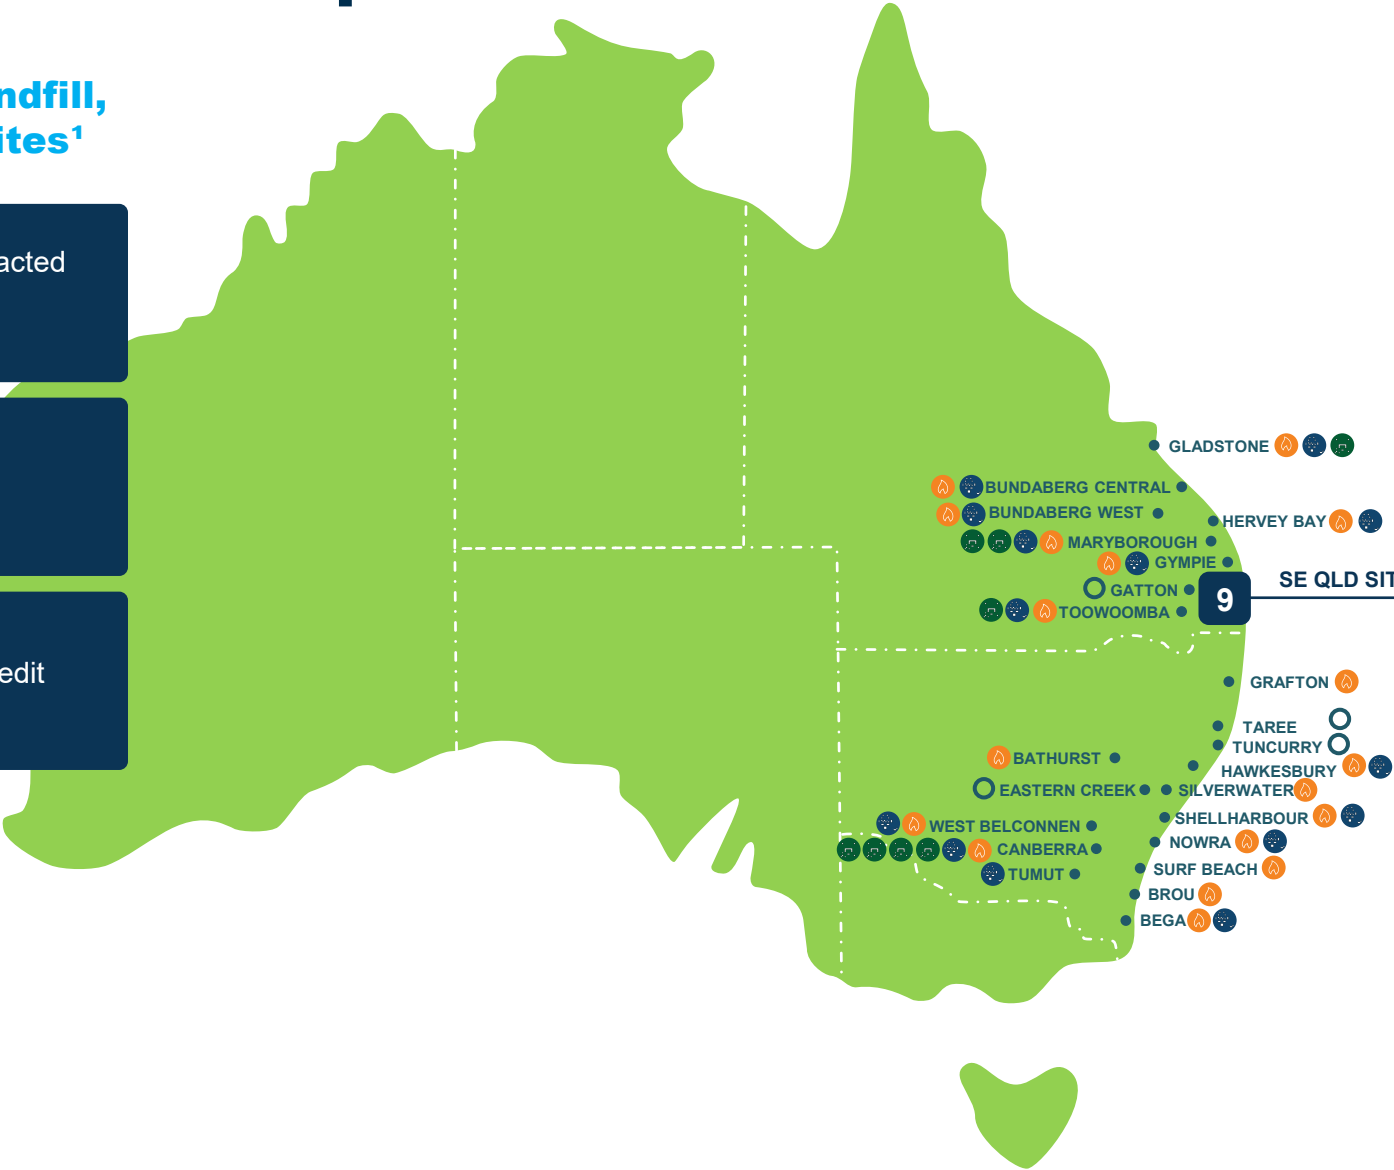 ndfill,
ites¹
acted
edit
GLADSTONE
BUNDABERG CENTRAL
BUNDABERG WEST
HERVEY BAY
MARYBOROUGH
GYMPIE
GATTON
TOOWOOMBA
9
SE QLD SIT
GRAFTON
TAREE
TUNCURRY
BATHURST
HAWKESBURY
EASTERN CREEK
SILVERWATER
SHELLHARBOUR
WEST BELCONNEN
NOWRA
CANBERRA
SURF BEACH
TUMUT
BROU
BEGA